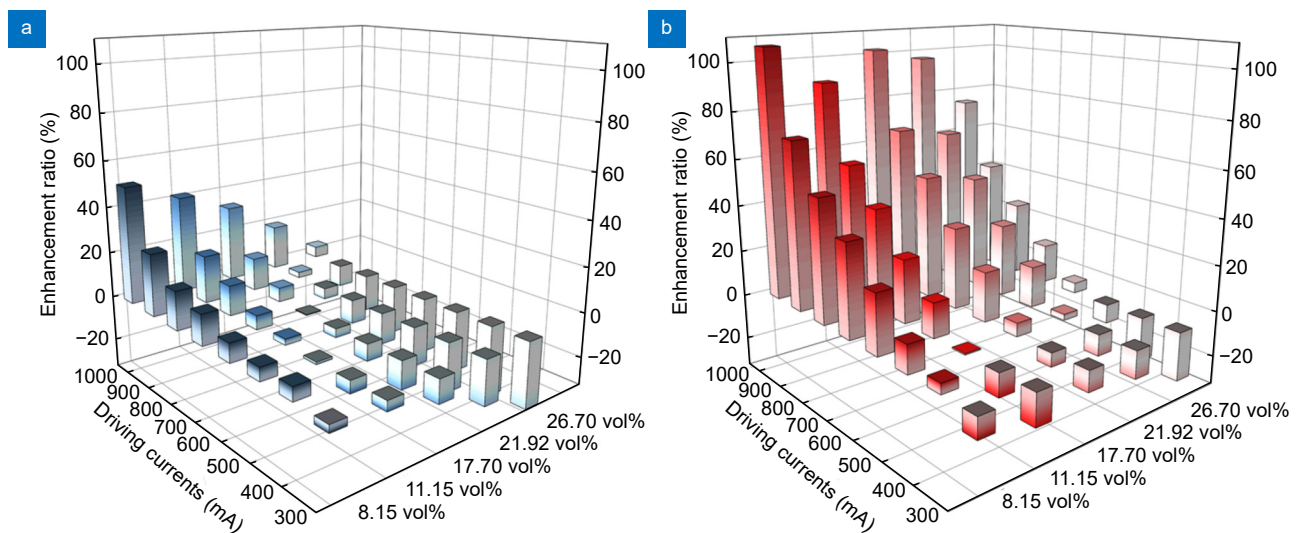 a
Enhancement ratio (%)
100
80
60
40
20
0
−20
100
80
60
40
20
0
−20
1000
900
800
700
600
500
400
300
Driving currents (mA)
26.70 vol%
21.92 vol%
17.70 vol%
11.15 vol%
8.15 vol%
b
Enhancement ratio (%)
100
80
60
40
20
0
−20
100
80
60
40
20
0
−20
1000
900
800
700
600
500
400
300
Driving currents (mA)
26.70 vol%
21.92 vol%
17.70 vol%
11.15 vol%
8.15 vol%